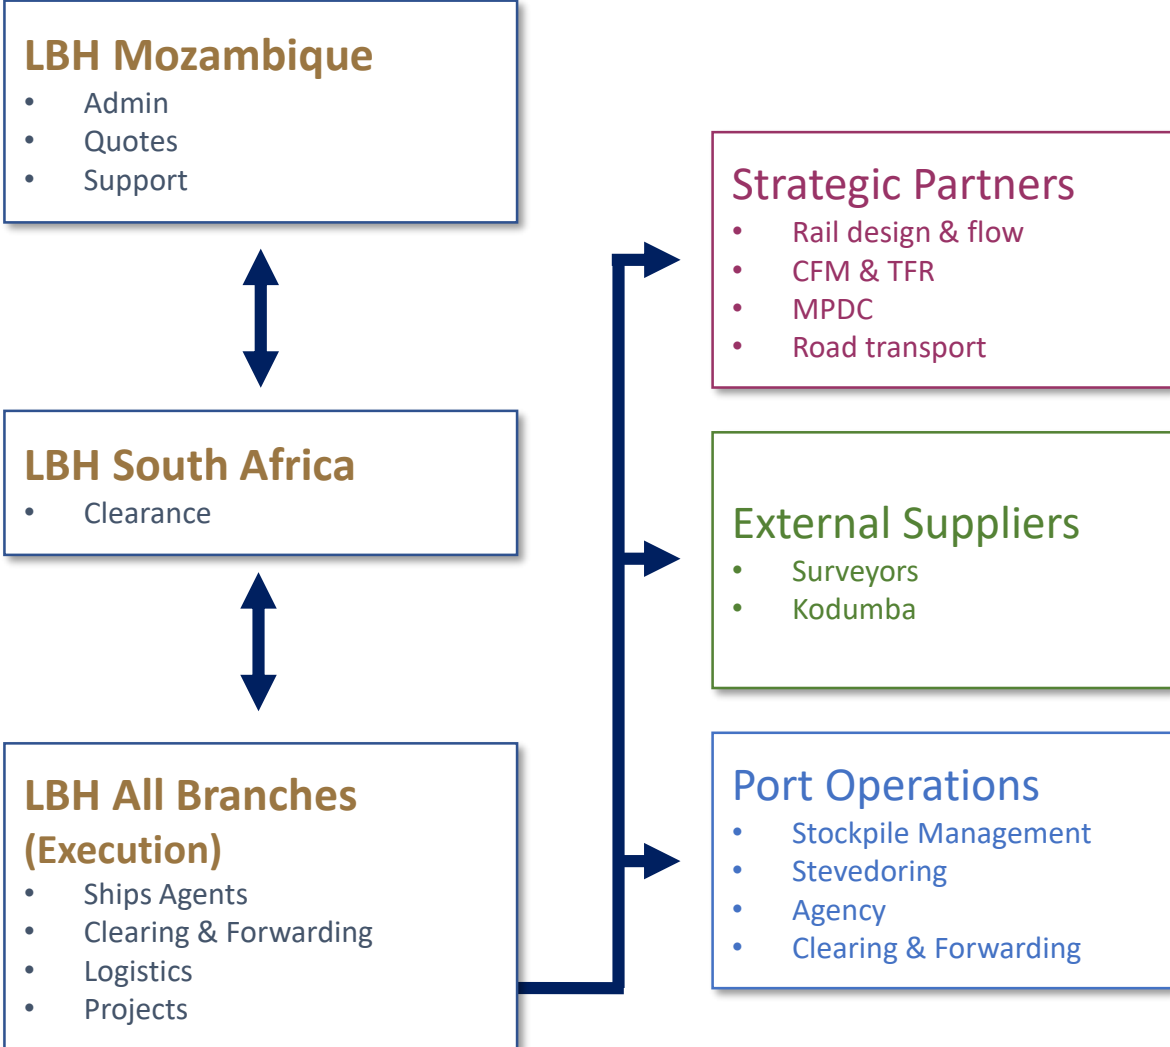 LBH Mozambique
• Admin
• Quotes
• Support
LBH South Africa
• Clearance
LBH All Branches
(Execution)
• Ships Agents
• Clearing & Forwarding
• Logistics
• Projects
Strategic Partners
• Rail design & flow
• CFM & TFR
• MPDC
• Road transport
External Suppliers
• Surveyors
• Kodumba
Port Operations
• Stockpile Management
• Stevedoring
• Agency
• Clearing & Forwarding